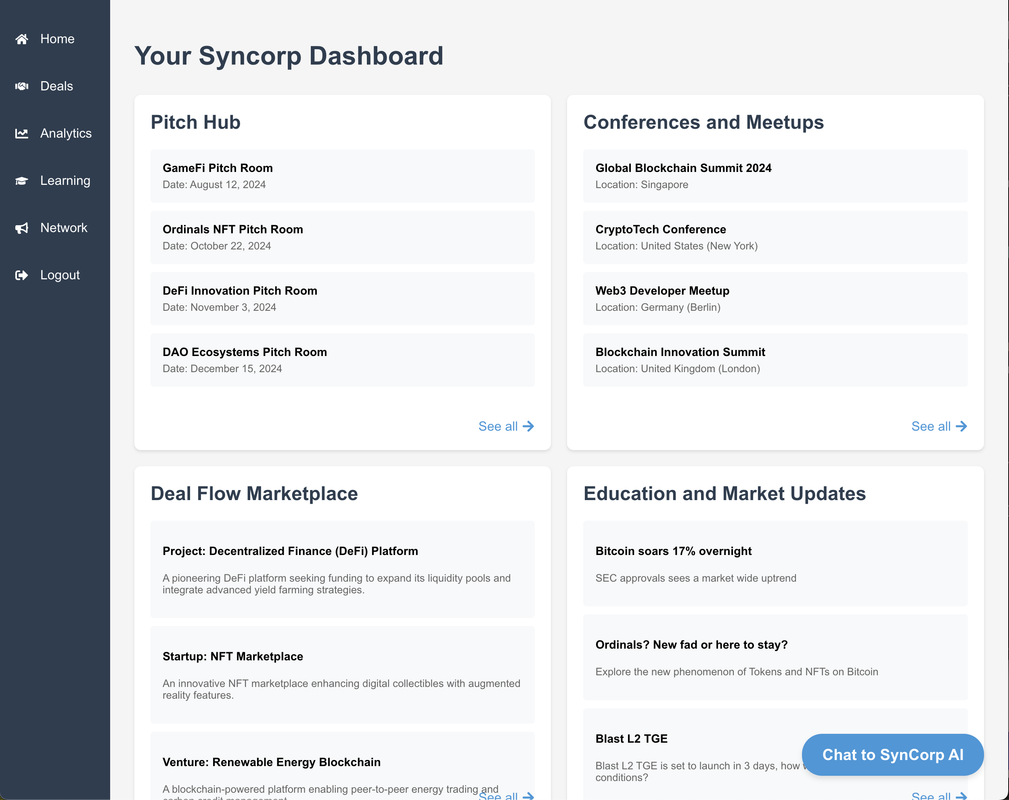 Home
Deals
Analytics
Learning
Network
Logout
Your Syncorp Dashboard
Pitch Hub
GameFi Pitch Room
Date: August 12, 2024
Ordinals NFT Pitch Room
Date: October 22, 2024
DeFi Innovation Pitch Room
Date: November 3, 2024
DAO Ecosystems Pitch Room
Date: December 15, 2024
See all
Conferences and Meetups
Global Blockchain Summit 2024
Location: Singapore
CryptoTech Conference
Location: United States (New York)
Web3 Developer Meetup
Location: Germany (Berlin)
Blockchain Innovation Summit
Location: United Kingdom (London)
See all
Deal Flow Marketplace
Project: Decentralized Finance (DeFi) Platform
A pioneering DeFi platform seeking funding to expand its liquidity pools and
integrate advanced yield farming strategies.
Startup: NFT Marketplace
An innovative NFT marketplace enhancing digital collectibles with augmented
reality features.
Venture: Renewable Energy Blockchain
A blockchain-powered platform enabling peer-to-peer energy trading and
carbon credit management.
See all
Education and Market Updates
Bitcoin soars 17% overnight
SEC approvals sees a market wide uptrend
Ordinals? New fad or here to stay?
Explore the new phenomenon of Tokens and NFTs on Bitcoin
Blast L2 TGE
Blast L2 TGE is set to launch in 3 days, how
conditions?
See all
Chat to SynCorp AI